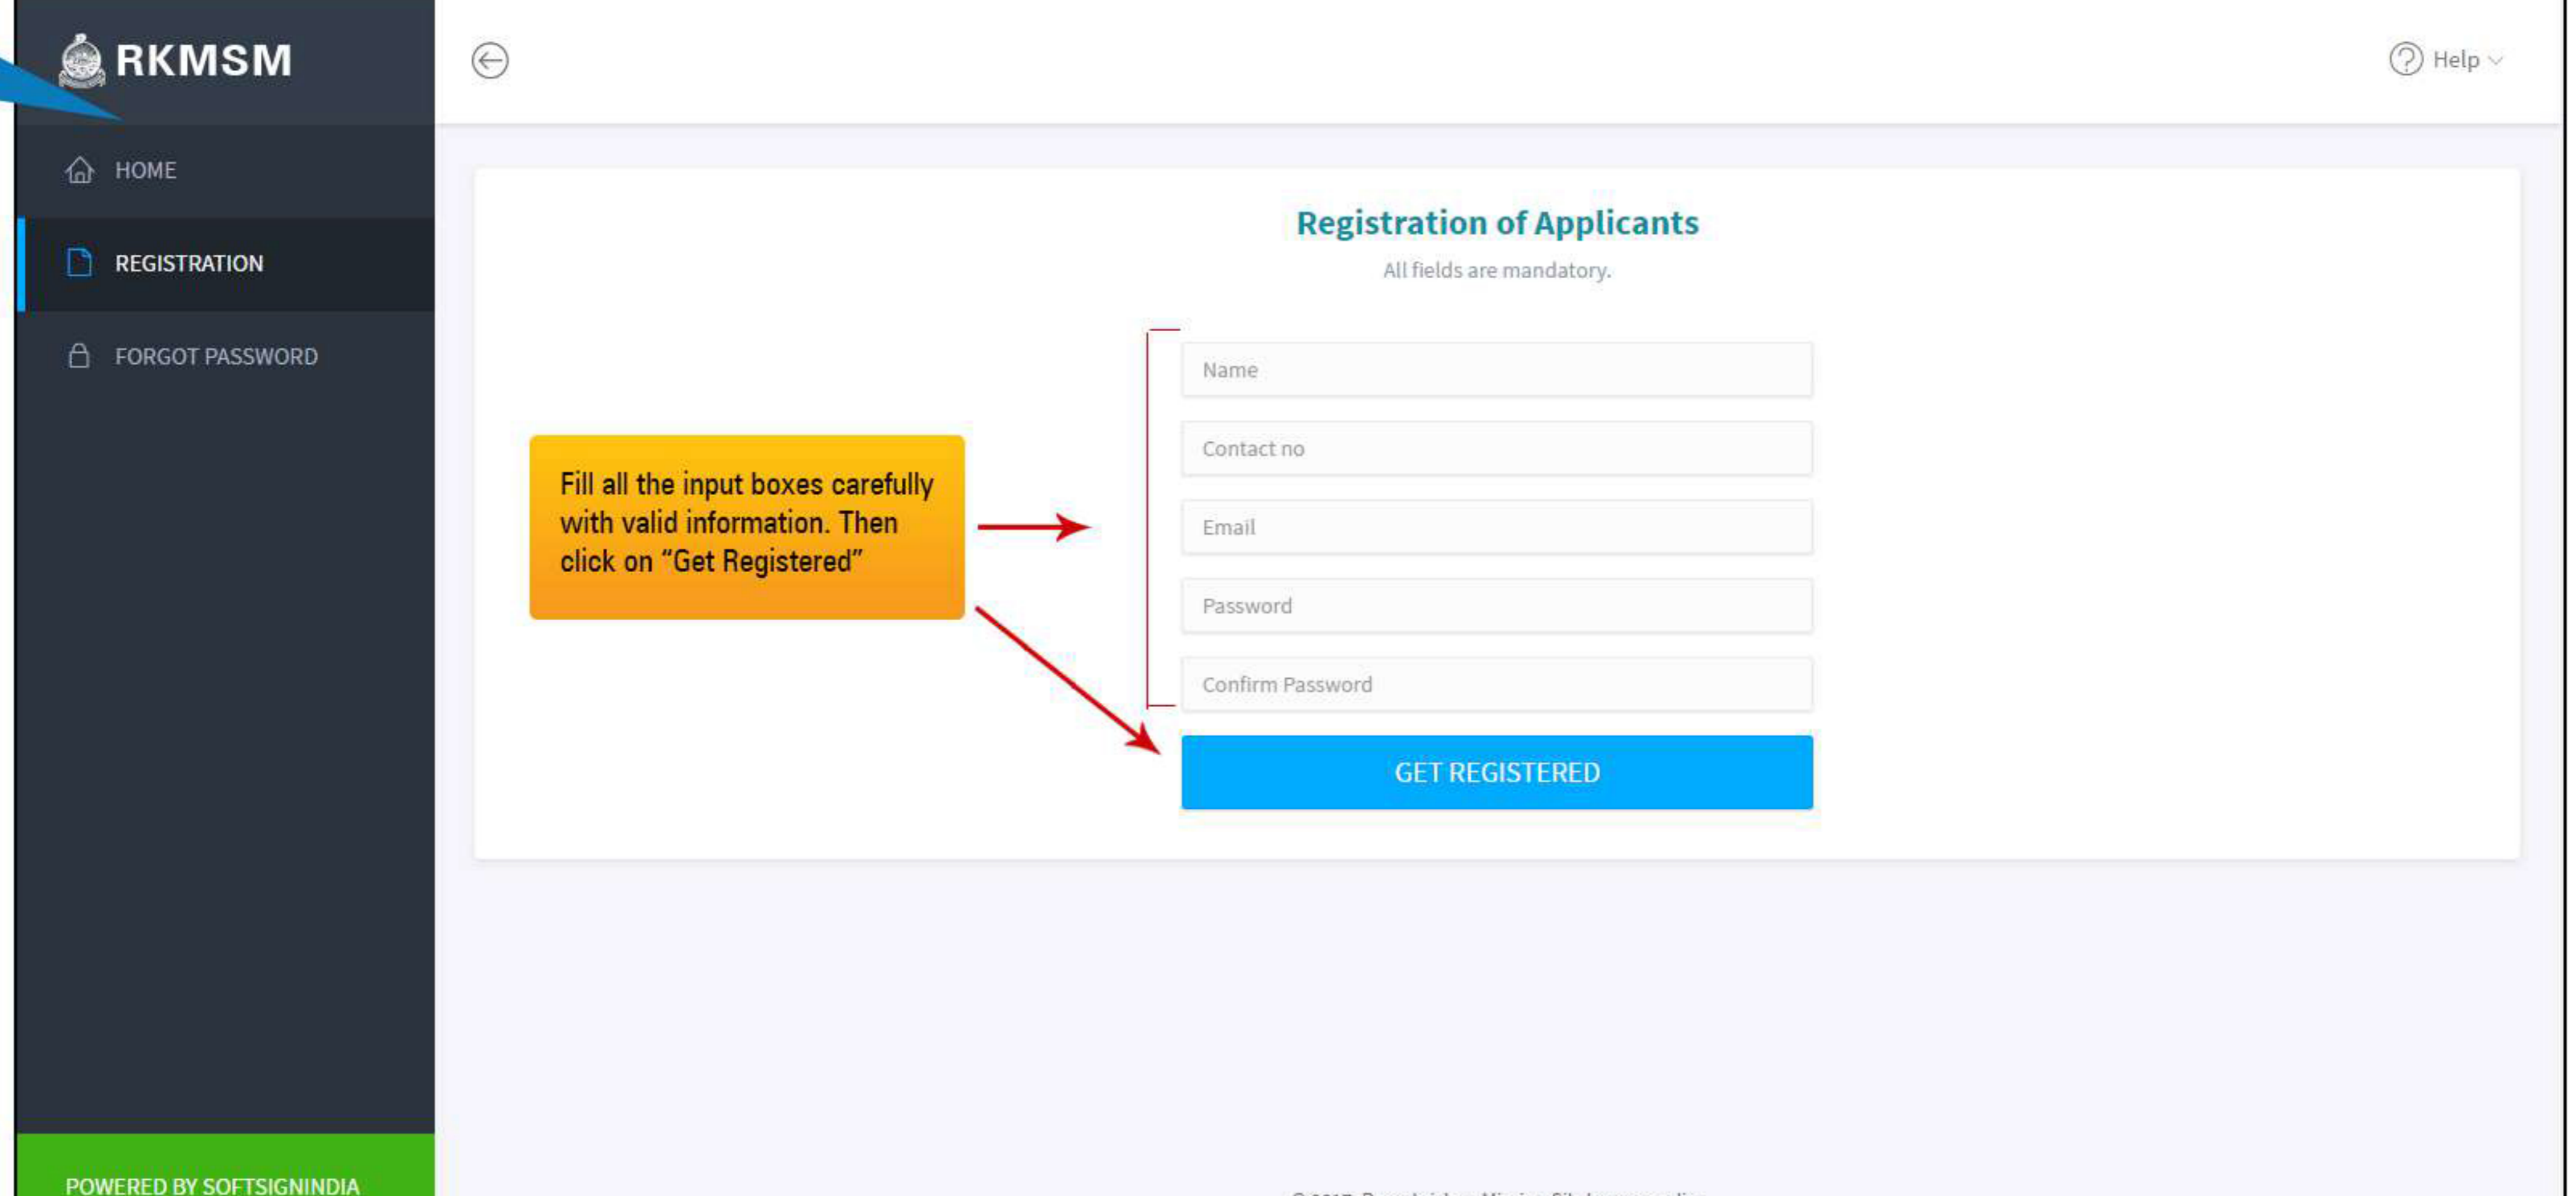 RKMSM
Help
HOME
REGISTRATION
FORGOT PASSWORD
Registration of Applicants
All fields are mandatory.
Name
Contact no
Email
Password
Confirm Password
GET REGISTERED
Fill all the input boxes carefully
with valid information. Then
click on “Get Registered”
POWERED BY SOFTSIGNINDIA